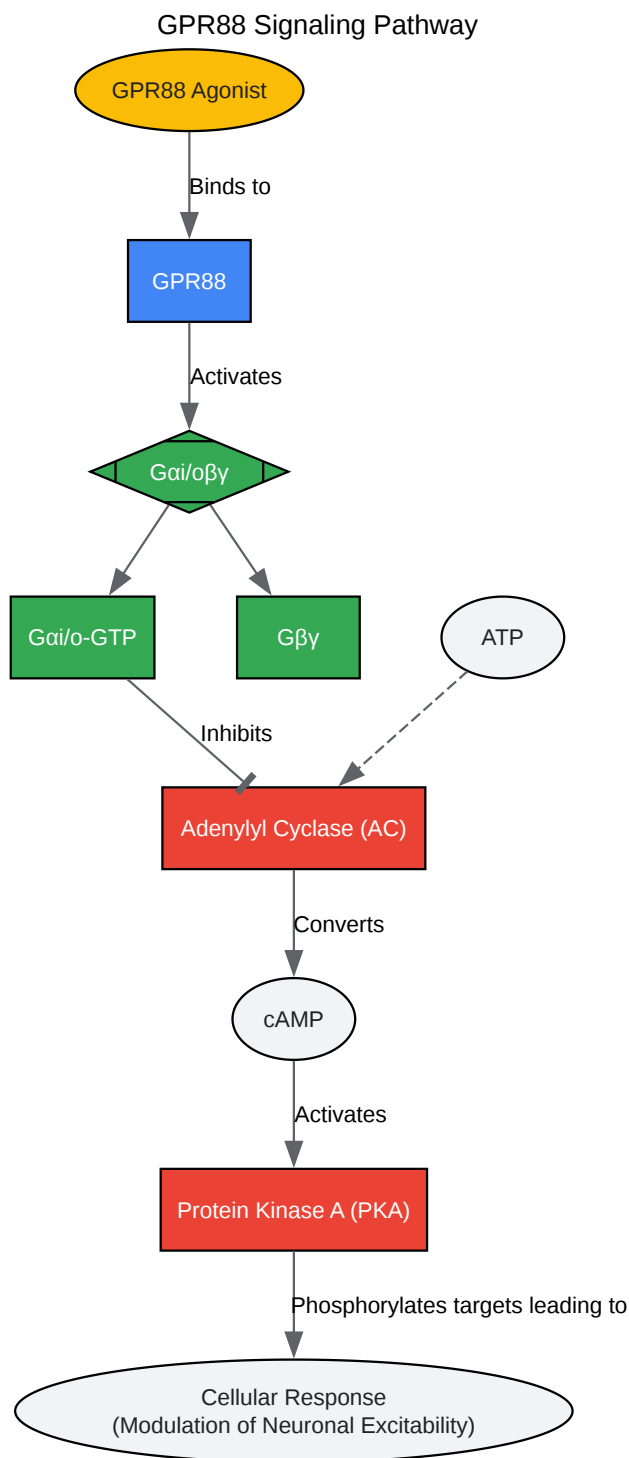 GPR88 Signaling Pathway
GPR88 Agonist
Binds to
GPR88
Activates
Gαi/oβγ
Gαi/o-GTP
Gβγ
ATP
Inhibits
Adenylyl Cyclase (AC)
Converts
cAMP
Activates
Protein Kinase A (PKA)
Phosphorylates targets leading to
Cellular Response
(Modulation of Neuronal Excitability)